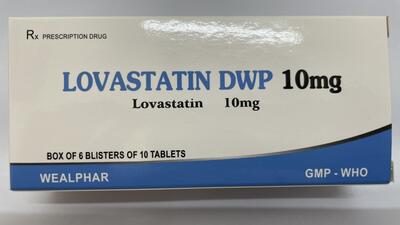 Rx PRESCRIPTION DRUG
LOVASTATIN DWP 10mg
Lovastatin 10mg
BOX OF 6 BLISTERS OF 10 TABLETS
WEALPHAR GMP - WHO